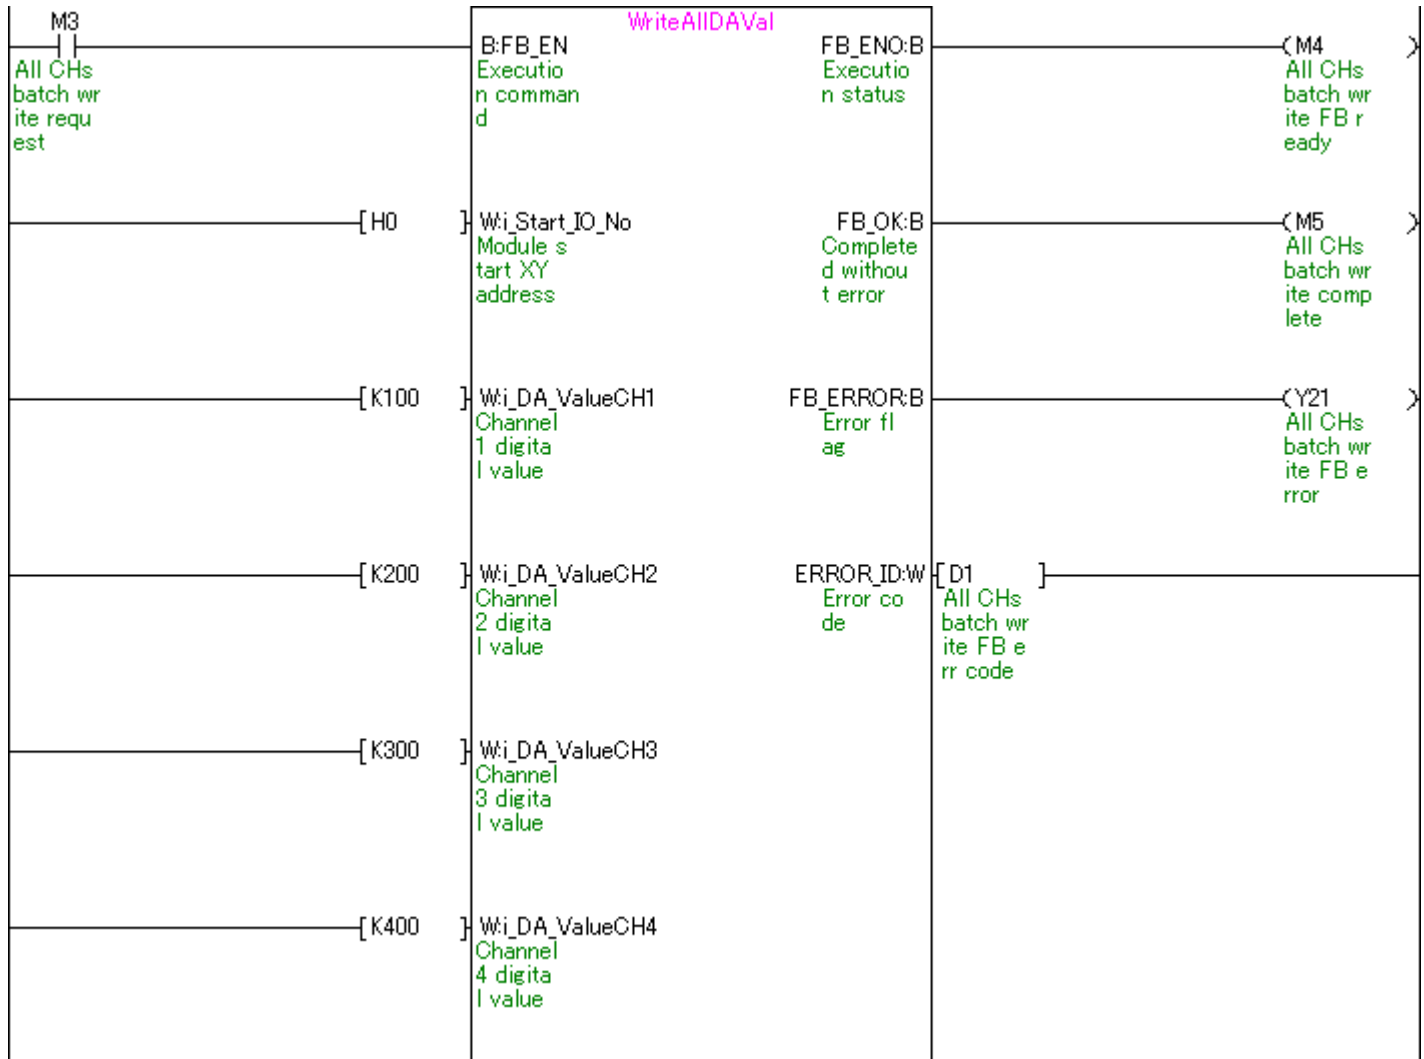 WriteAllDAVal
M3
B:FB_EN
FB_ENO:B
M4
All CHs
batch wr
ite requ
est
Executio
n comman
d
Executio
n status
All CHs
batch wr
ite FB r
eady
H0
W:i_Start_IO_No
FB_OK:B
M5
Module s
tart XY
address
Complete
d withou
t error
All CHs
batch wr
ite comp
lete
K100
W:i_DA_ValueCH1
FB_ERROR:B
Y21
Channel
1 digita
l value
Error fl
ag
All CHs
batch wr
ite FB e
rror
K200
W:i_DA_ValueCH2
ERROR_ID:W
D1
Channel
2 digita
l value
Error co
de
All CHs
batch wr
ite FB e
rr code
K300
W:i_DA_ValueCH3
Channel
3 digita
l value
K400
W:i_DA_ValueCH4
Channel
4 digita
l value